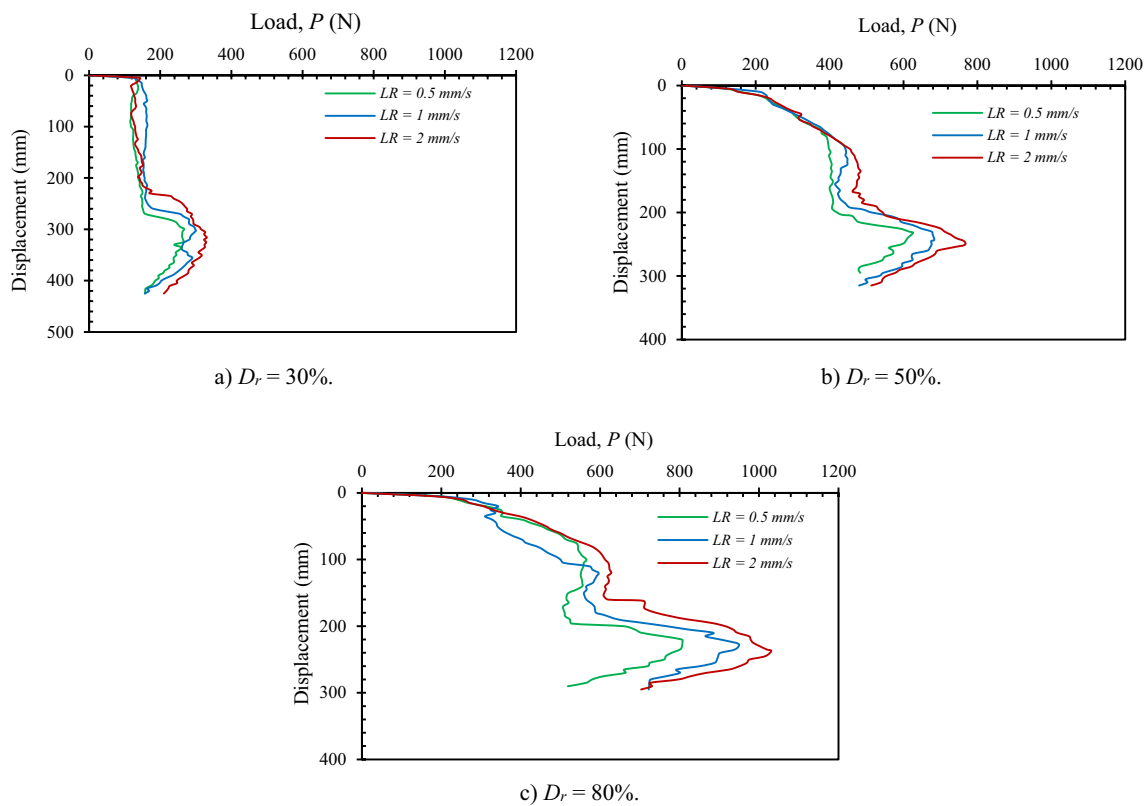 Load, P (N)
0 200 400 600 800 1000 1200
0
100
200
300
400
500
Displacement (mm)
LR = 0.5 mm/s
LR = 1 mm/s
LR = 2 mm/s
a) Dr = 30%.
Load, P (N)
0 200 400 600 800 1000 1200
0
100
200
300
400
Displacement (mm)
LR = 0.5 mm/s
LR = 1 mm/s
LR = 2 mm/s
b) Dr = 50%.
Load, P (N)
0 200 400 600 800 1000 1200
0
100
200
300
400
Displacement (mm)
LR = 0.5 mm/s
LR = 1 mm/s
LR = 2 mm/s
c) Dr = 80%.